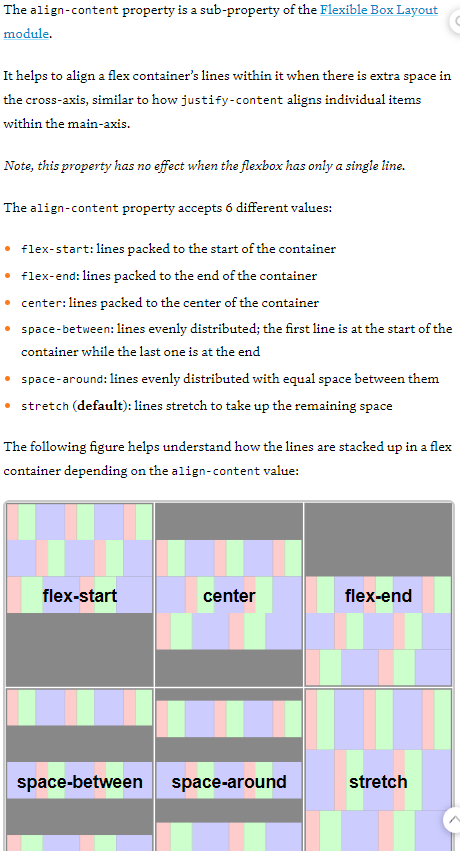 The align-content property is a sub-property of the Flexible Box Layout
module.
It helps to align a flex container’s lines within it when there is extra space in
the cross-axis, similar to how justify-content aligns individual items
within the main-axis.
Note, this property has no effect when the flexbox has only a single line.
The align-content property accepts 6 different values:
flex-start: lines packed to the start of the container
flex-end: lines packed to the end of the container
center: lines packed to the center of the container
space-between: lines evenly distributed; the first line is at the start of the
container while the last one is at the end
space-around: lines evenly distributed with equal space between them
stretch (default): lines stretch to take up the remaining space
The following figure helps understand how the lines are stacked up in a flex
container depending on the align-content value:
flex-start center flex-end
space-between space-around stretch